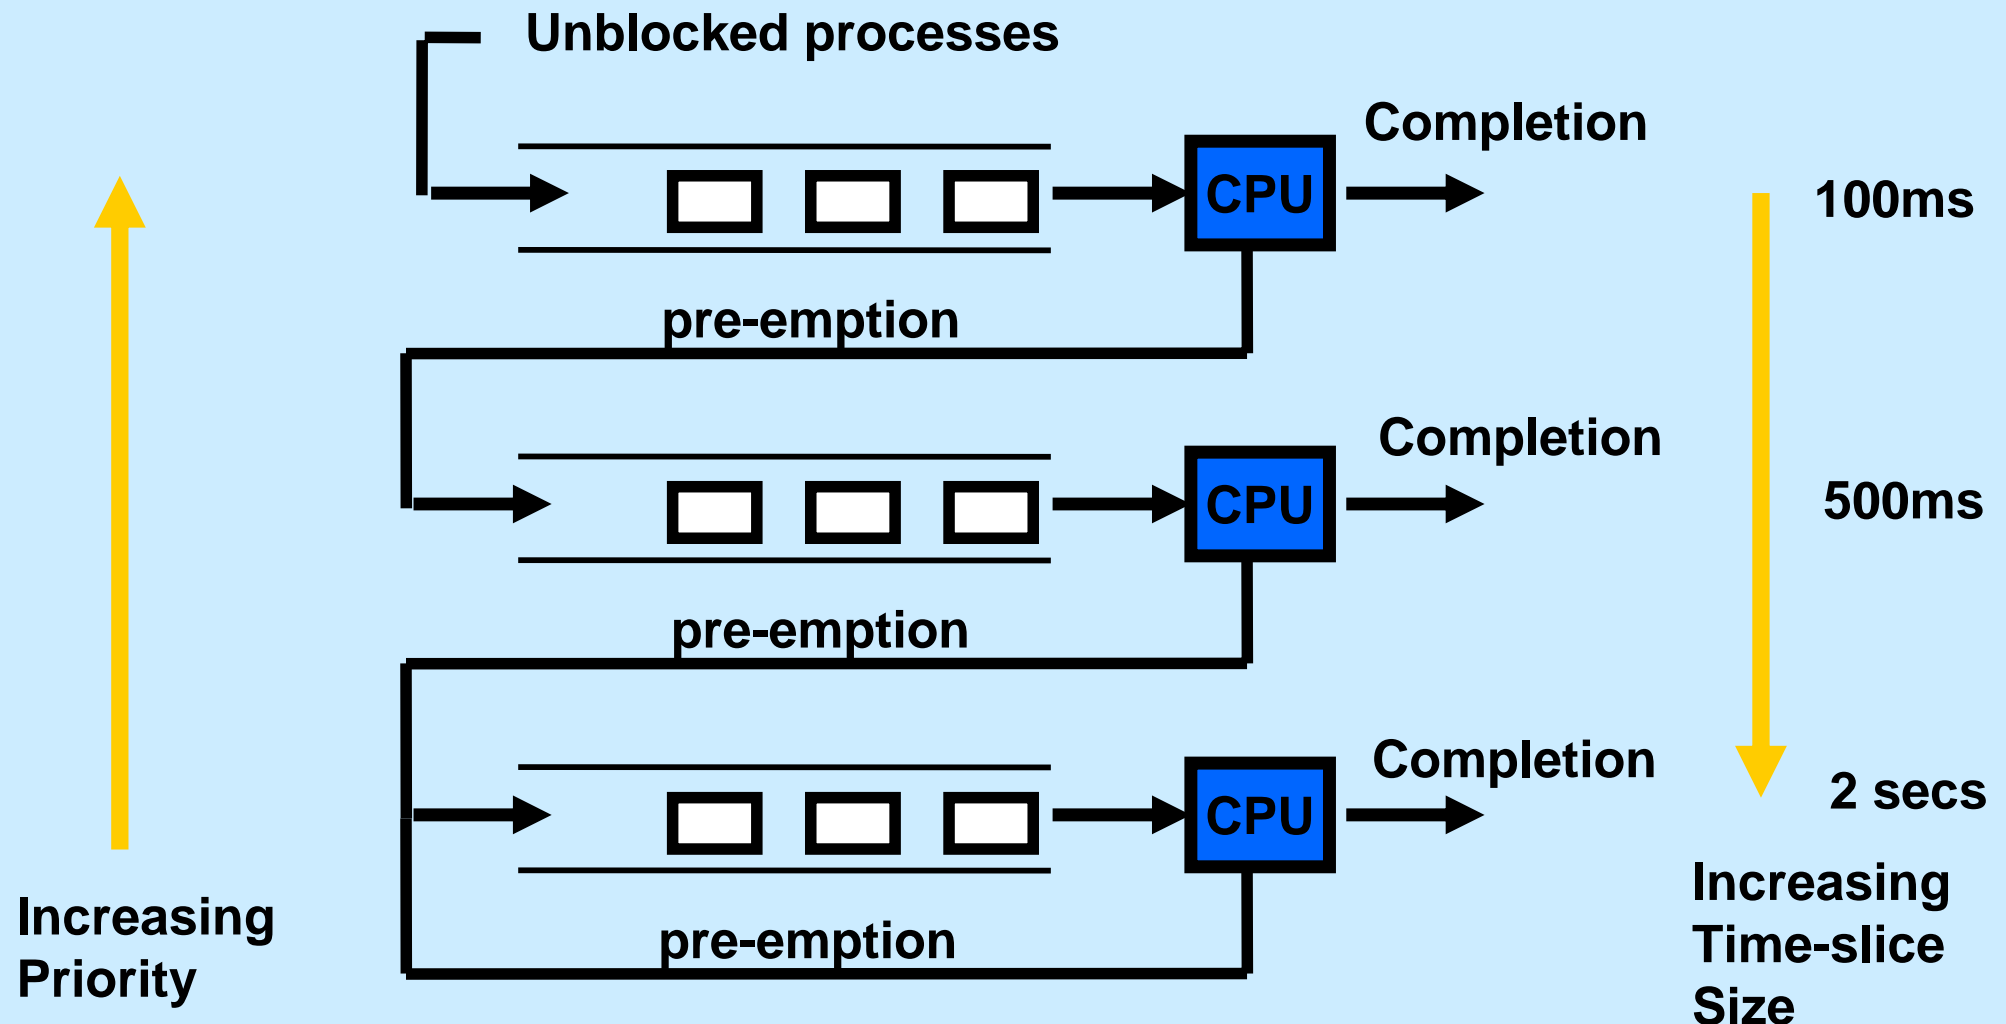 Unblocked processes
Completion
CPU
100ms
pre-emption
Completion
CPU
500ms
pre-emption
Completion
CPU
2 secs
pre-emption
Increasing
Priority
Increasing
Time-slice
Size